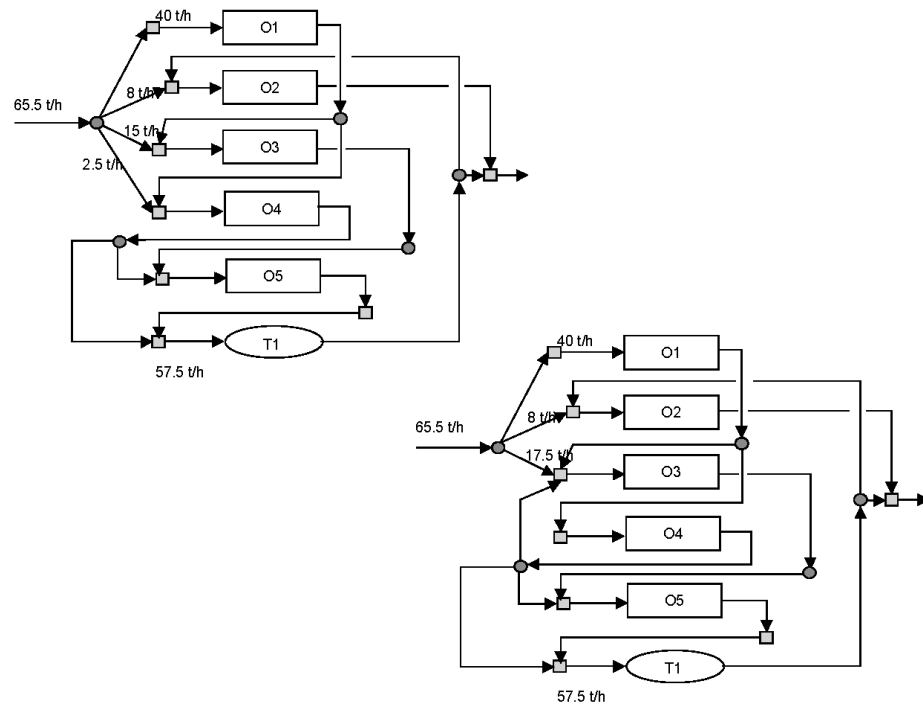 40 t/h
O1
O2
8 t/h
65.5 t/h
15 t/h
O3
2.5 t/h
O4
O5
T1
57.5 t/h
40 t/h
O1
O2
8 t/h
65.5 t/h
17.5 t/h
O3
O4
O5
T1
57.5 t/h